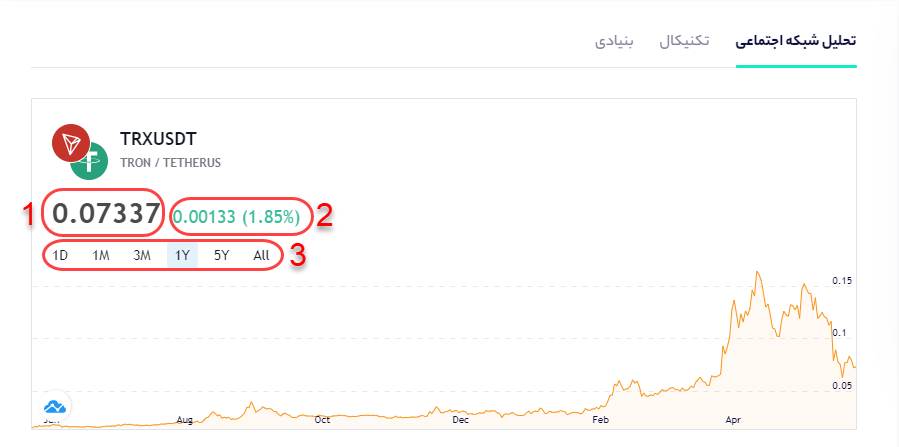 تحلیل شبکه اجتماعی تکنیکال بنیادی
TRXUSDT
TRON / TETHERUS
1 0.07337 0.00133 (1.85%) 2
1D 1M 3M 1Y 5Y All 3
0.15
0.1
0.05
Aug Oct Dec Feb Apr